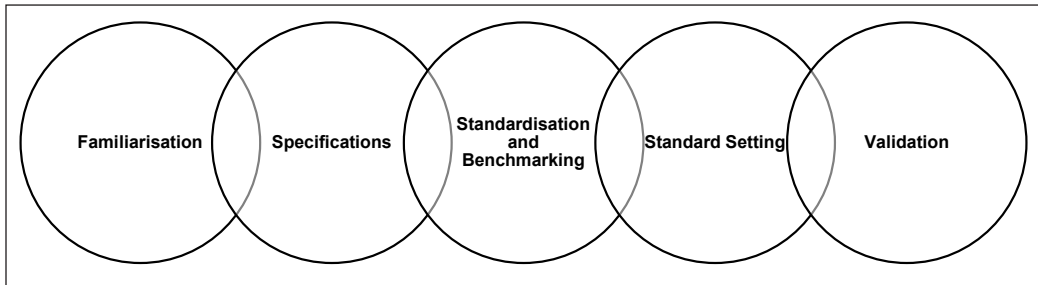 Familiarisation
Specifications
Standardisation
and
Benchmarking
Standard Setting
Validation